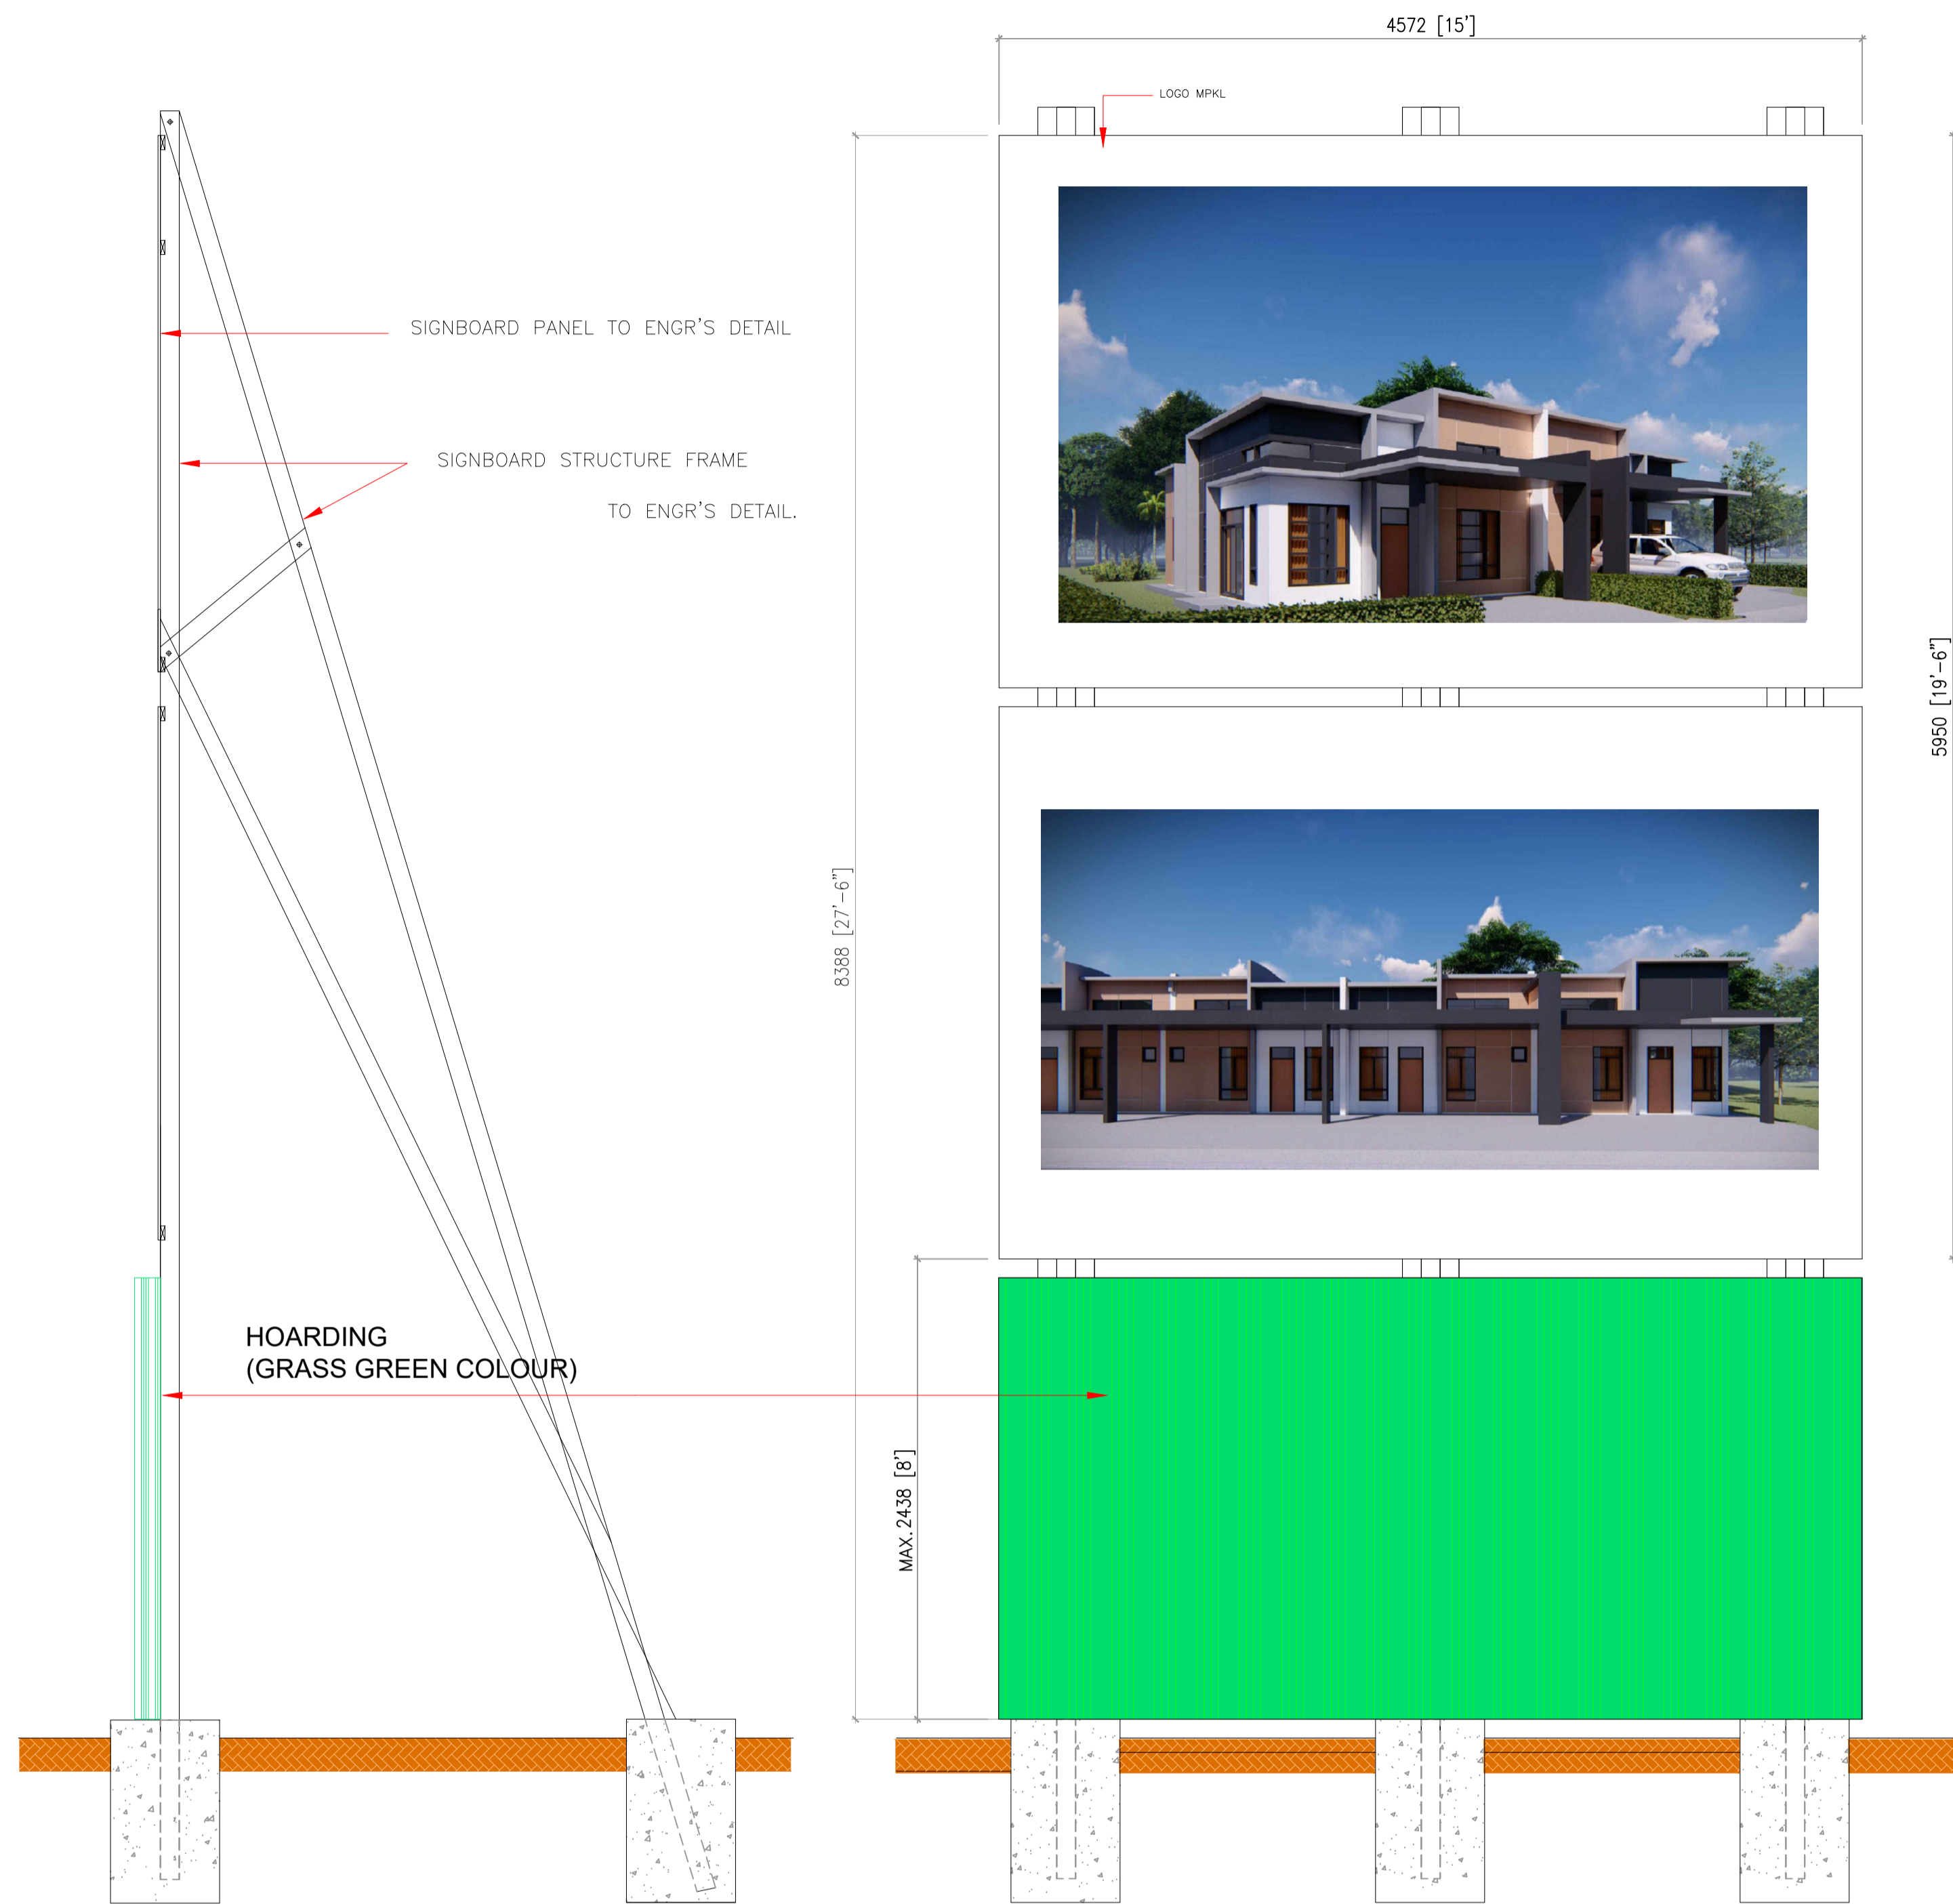 4572 [15']
LOGO MPKL
SIGNBOARD PANEL TO ENGR'S DETAIL
SIGNBOARD STRUCTURE FRAME
TO ENGR'S DETAIL.
5950 [19'-6"]
8388 [27'-6"]
HOARDING
(GRASS GREEN COLOUR)
MAX.2438 [8']